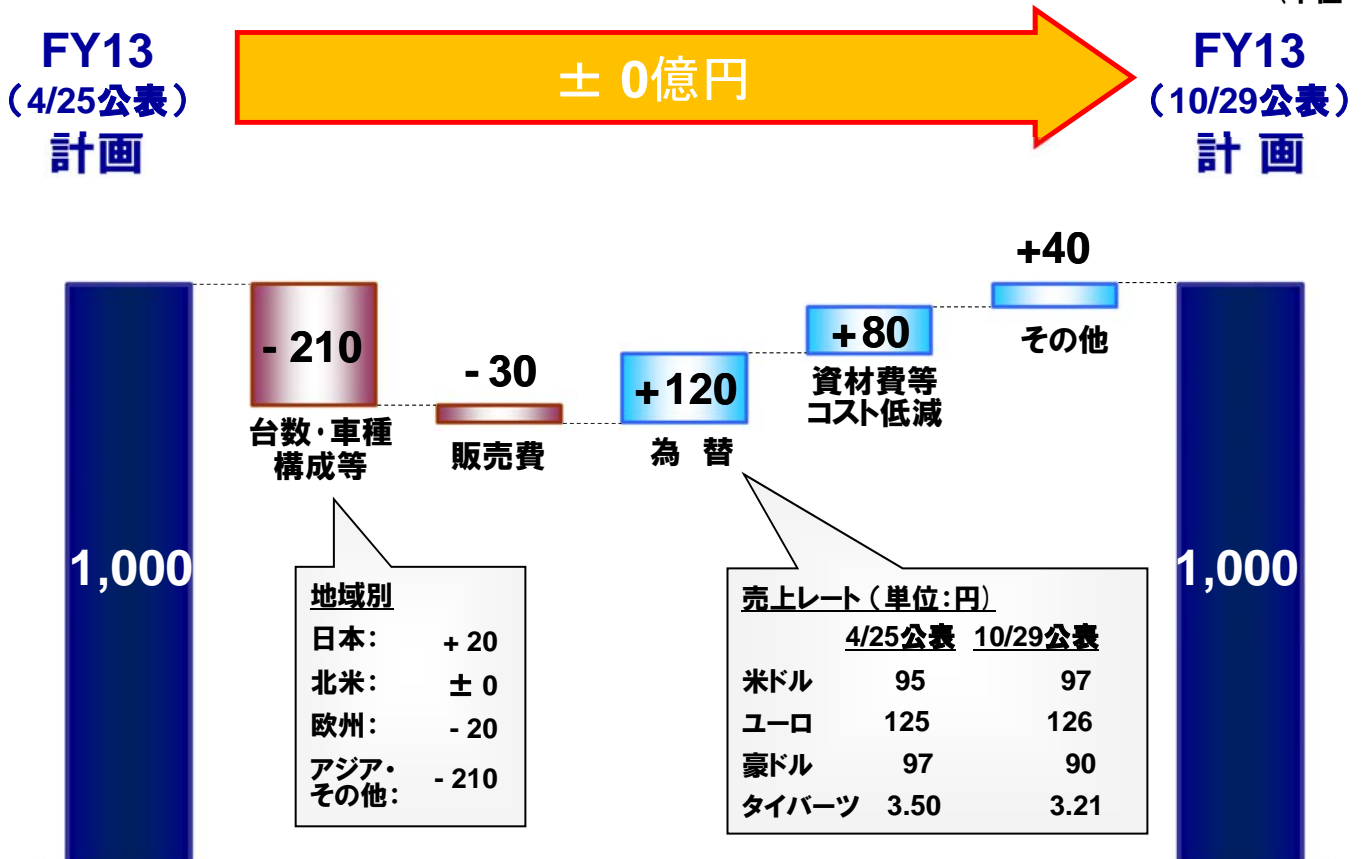 FY13
（4/25公表）
計画
± 0億円
FY13
（10/29公表）
計 画
1,000
- 210
台数・車種
構成等
- 30
販売費
+120
為 替
+80
資材費等
コスト低減
+40
その他
1,000
地域別
日本： + 20
北米： ± 0
欧州： - 20
アジア・
その他： - 210
売上レート（単位：円）
4/25公表 10/29公表
米ドル 95 97
ユーロ 125 126
豪ドル 97 90
タイバーツ 3.50 3.21